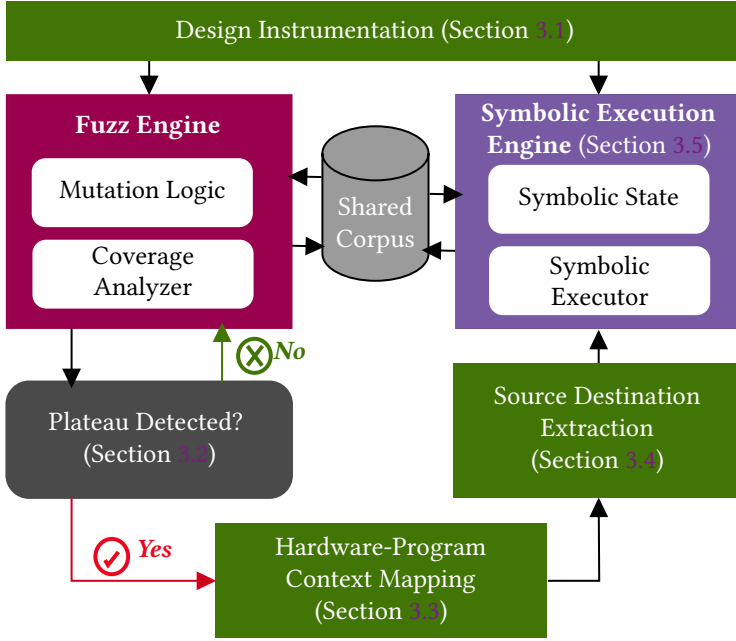 Design Instrumentation (Section 3.1)
Fuzz Engine
Mutation Logic
Coverage
Analyzer
Shared
Corpus
Symbolic Execution
Engine (Section 3.5)
Symbolic State
Symbolic
Executor
No
Plateau Detected?
(Section 3.2)
Source Destination
Extraction
(Section 3.4)
Yes
Hardware-Program
Context Mapping
(Section 3.3)